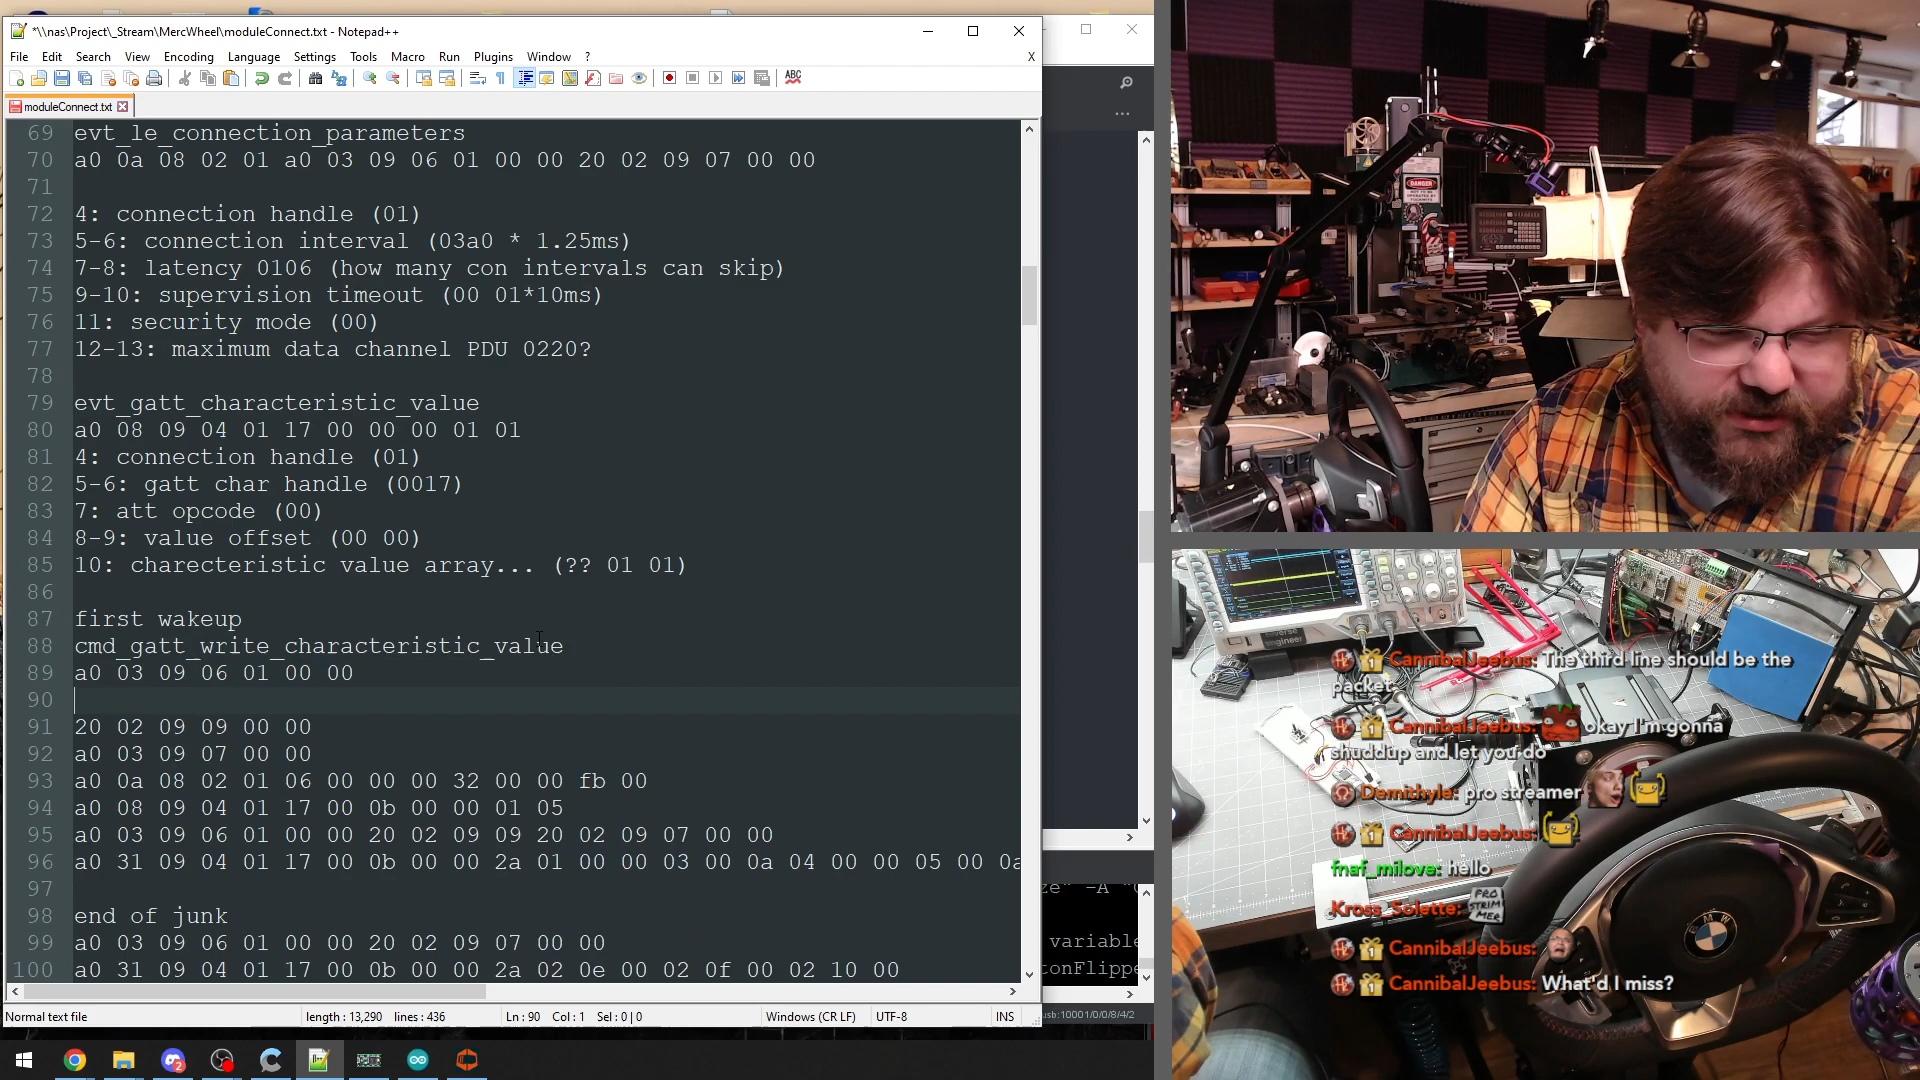 *\\nas\Project\_Stream\MercWheel\moduleConnect.txt - Notepad++
File Edit Search View Encoding Language Settings Tools Macro Run Plugins Window ? X
moduleConnect.txt
69 evt_le_connection_parameters
70 a0 0a 08 02 01 a0 03 09 06 01 00 00 20 02 09 07 00 00
71
72 4: connection handle (01)
73 5-6: connection interval (03a0 * 1.25ms)
74 7-8: latency 0106 (how many con intervals can skip)
75 9-10: supervision timeout (00 01*10ms)
76 11: security mode (00)
77 12-13: maximum data channel PDU 0220?
78
79 evt_gatt_characteristic_value
80 a0 08 09 04 01 17 00 00 00 01 01
81 4: connection handle (01)
82 5-6: gatt char handle (0017)
83 7: att opcode (00)
84 8-9: value offset (00 00)
85 10: charecteristic value array... (?? 01 01)
86
87 first wakeup
88 cmd_gatt_write_characteristic_value
89 a0 03 09 06 01 00 00
90
91 20 02 09 09 00 00
92 a0 03 09 07 00 00
93 a0 0a 08 02 01 06 00 00 00 32 00 00 fb 00
94 a0 08 09 04 01 17 00 0b 00 00 01 05
95 a0 03 09 06 01 00 00 20 02 09 09 20 02 09 07 00 00
96 a0 31 09 04 01 17 00 0b 00 00 2a 01 00 00 03 00 0a 04 00 00 05 00 0a
97
98 end of junk
99 a0 03 09 06 01 00 00 20 02 09 07 00 00
100 a0 31 09 04 01 17 00 0b 00 00 2a 02 0e 00 02 0f 00 02 10 00
Normal text file length : 13,290 lines : 436 Ln : 90 Col : 1 Sel : 0 | 0 Windows (CR LF) UTF-8 INS
ze" -A "C
variable
tonFlippe
usb:10001/0/0/8/4/2
DANGER
CannibalJeebus: The third line should be the
packet
CannibalJeebus: okay I'm gonna
shuddup and let you do
Demithyle: pro streamer
CannibalJeebus:
fnaf_milove: hello
Kross_Solette: PRO STRIMMER
CannibalJeebus:
CannibalJeebus: What'd I miss?
BMW